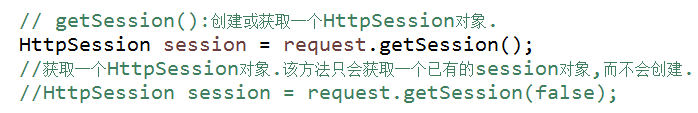 // getSession():创建或获取一个HttpSession对象.
HttpSession session = request.getSession();
//获取一个HttpSession对象.该方法只会获取一个已有的session对象,而不会创建.
//HttpSession session = request.getSession(false);